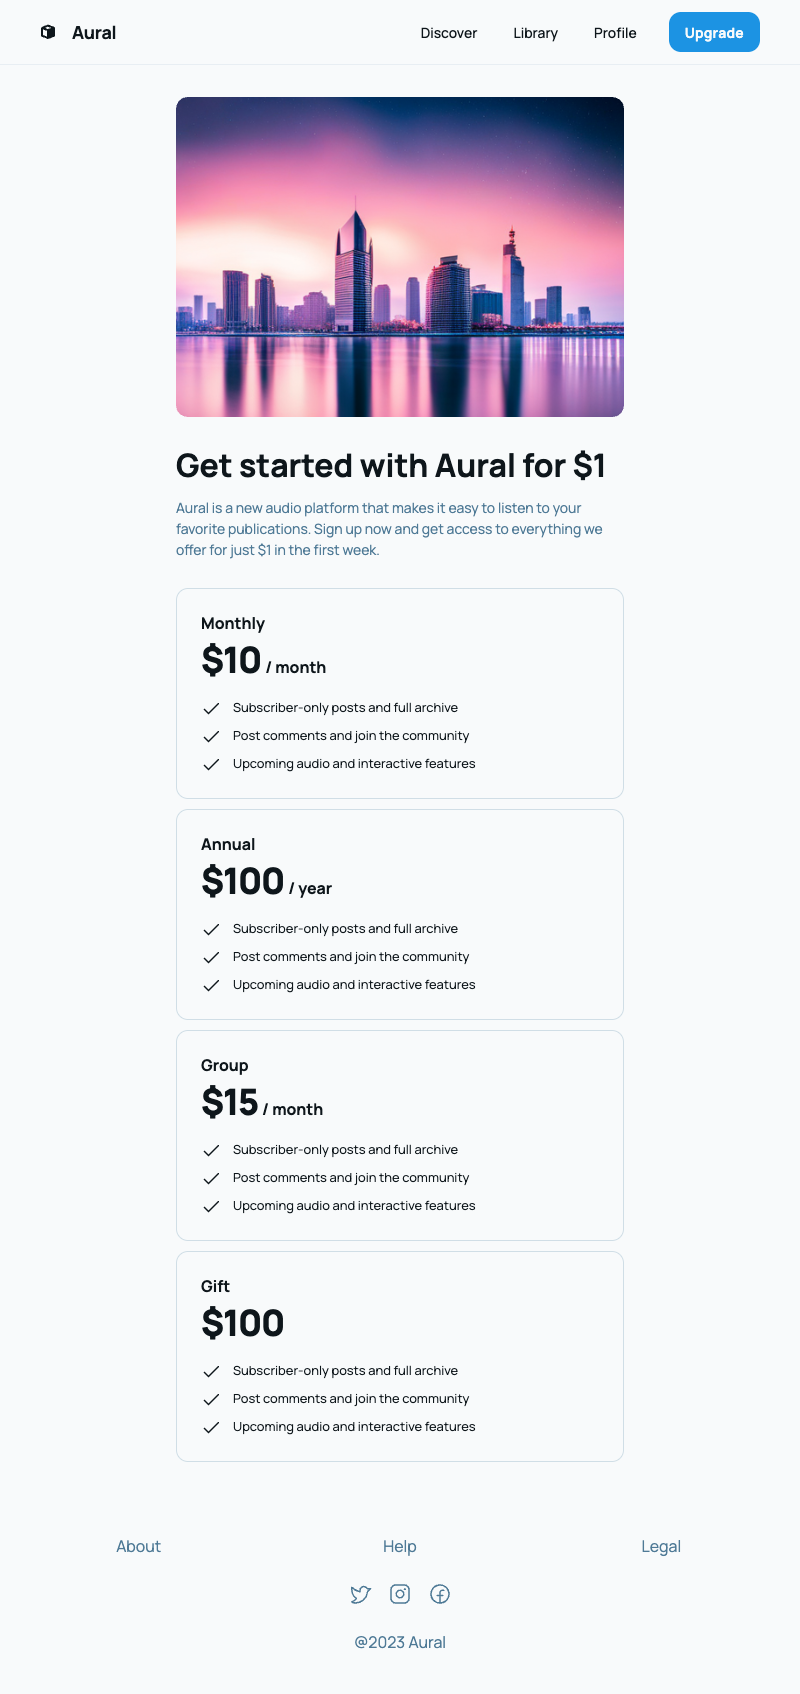 Aural
Discover
Library
Profile
Upgrade
Get started with Aural for $1
Aural is a new audio platform that makes it easy to listen to your
favorite publications. Sign up now and get access to everything we
offer for just $1 in the first week.
Monthly
$10 / month
Subscriber-only posts and full archive
Post comments and join the community
Upcoming audio and interactive features
Annual
$100 / year
Subscriber-only posts and full archive
Post comments and join the community
Upcoming audio and interactive features
Group
$15 / month
Subscriber-only posts and full archive
Post comments and join the community
Upcoming audio and interactive features
Gift
$100
Subscriber-only posts and full archive
Post comments and join the community
Upcoming audio and interactive features
About
Help
Legal
@2023 Aural